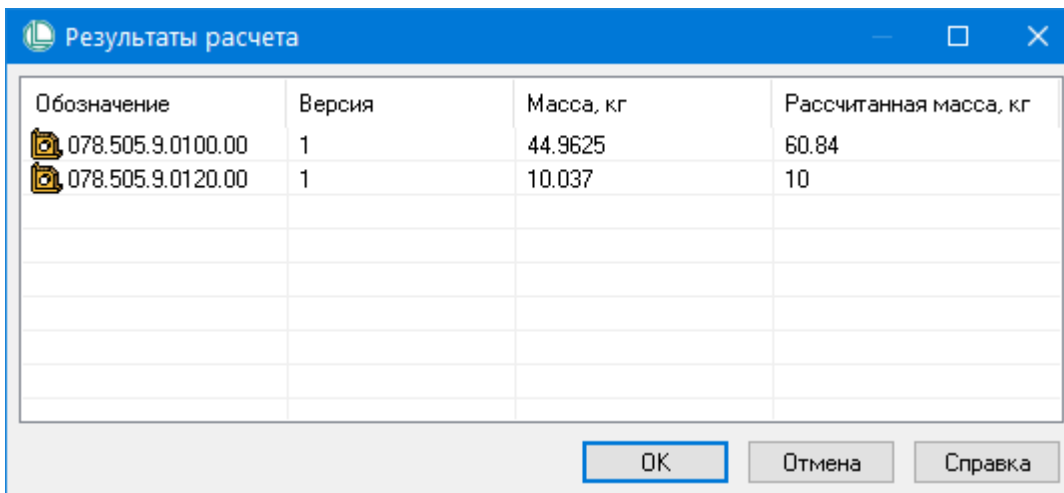 Результаты расчета
Обозначение Версия Масса, кг Рассчитанная масса, кг
078.505.9.0100.00 1 44.9625 60.84
078.505.9.0120.00 1 10.037 10
OK Отмена Справка